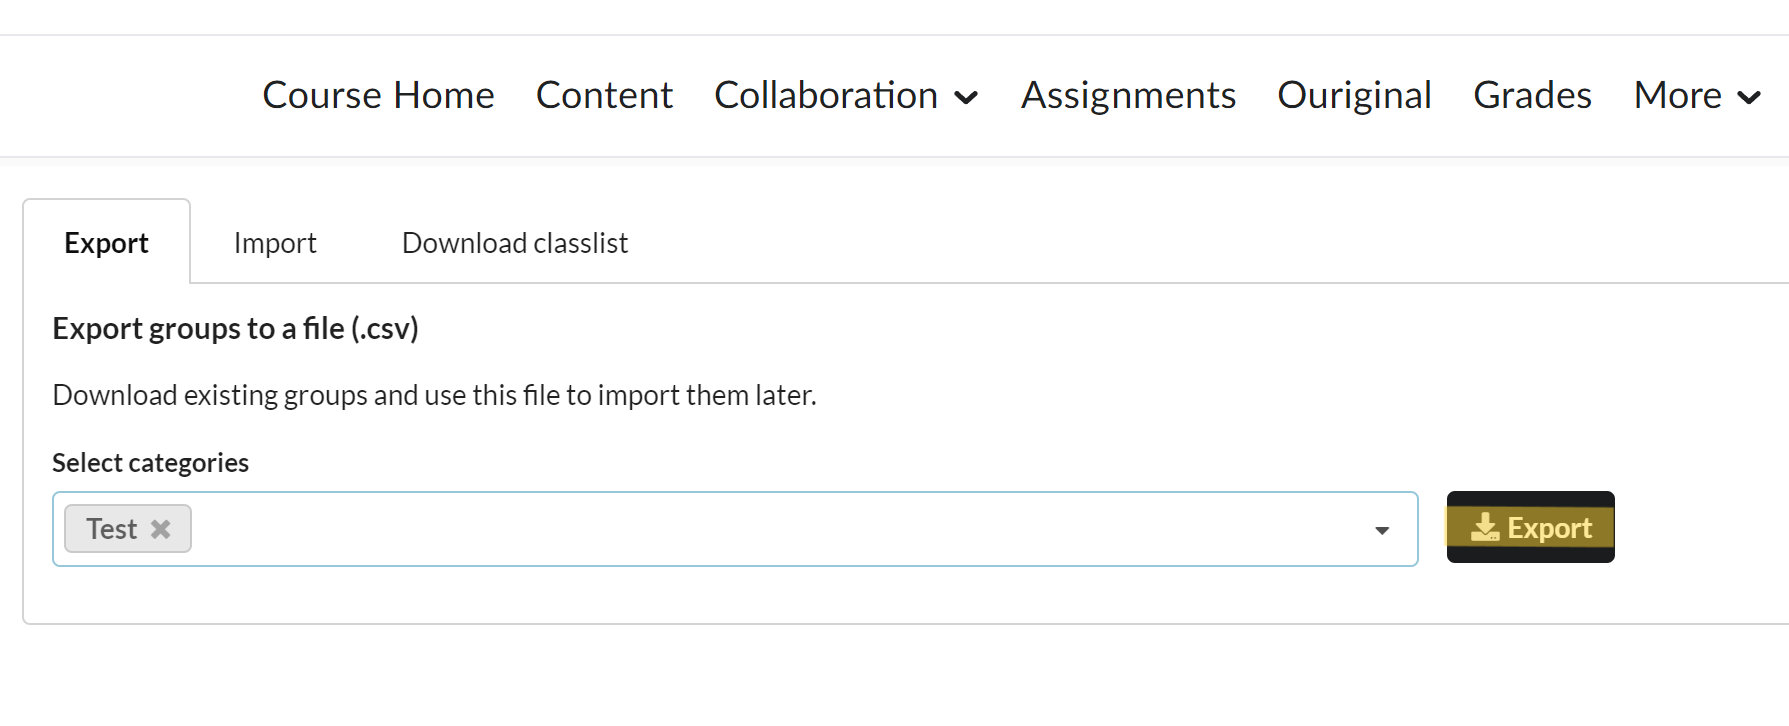 Course Home Content Collaboration Assignments Ouriginal Grades More
Export Import Download classlist
Export groups to a file (.csv)
Download existing groups and use this file to import them later.
Select categories
Test Export